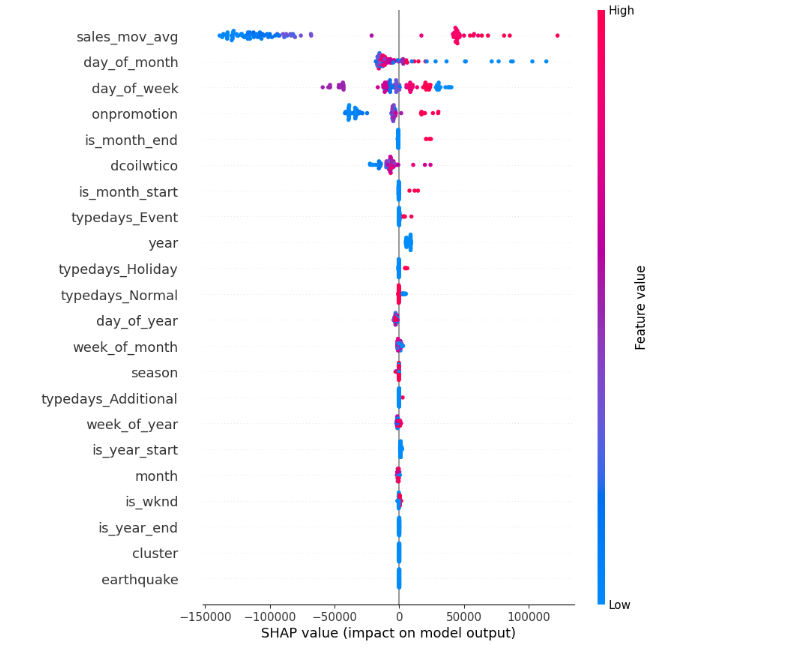 High
sales_mov_avg
day_of_month
day_of_week
onpromotion
is_month_end
dcoilwtico
is_month_start
typedays_Event
year
typedays_Holiday
typedays_Normal
day_of_year
week_of_month
season
typedays_Additional
week_of_year
is_year_start
month
is_wknd
is_year_end
cluster
earthquake
Feature value
Low
−150000 −100000 −50000 0 50000 100000
SHAP value (impact on model output)